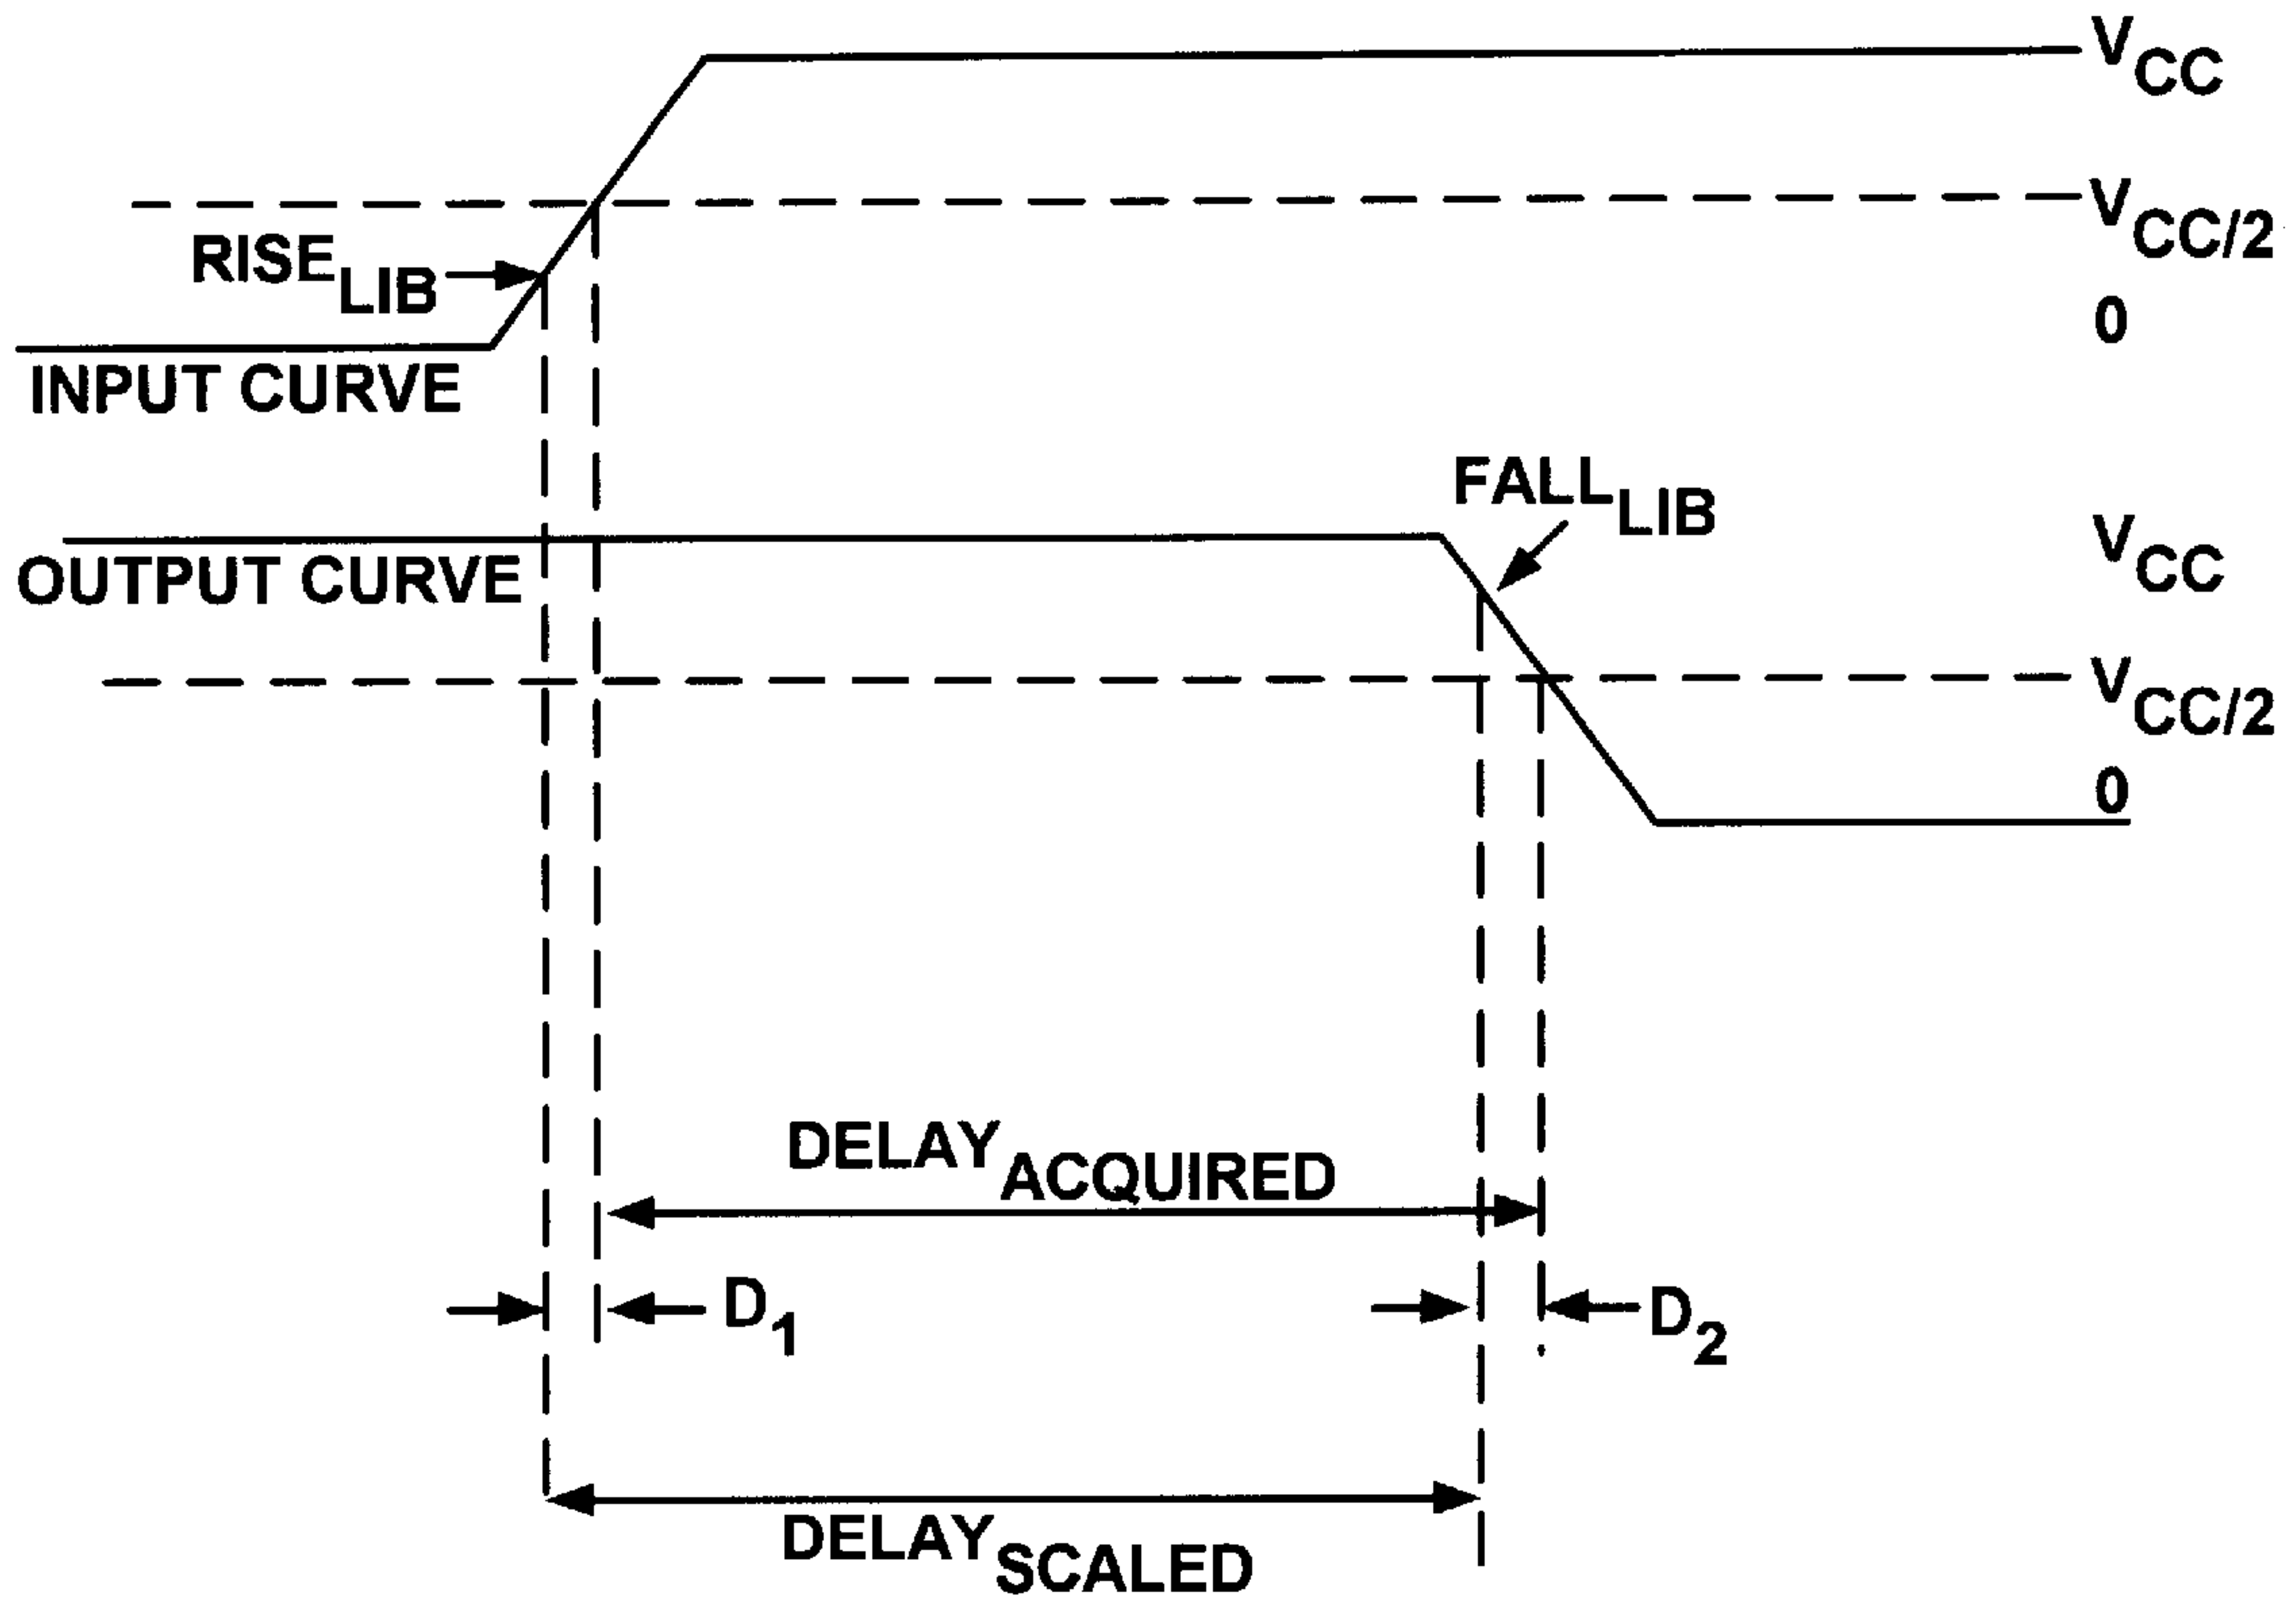 VCC
VCC/2
RISELIB
0
INPUT CURVE
FALLLIB
VCC
OUTPUT CURVE
VCC/2
0
DELAYACQUIRED
D1
D2
DELAYSCALED